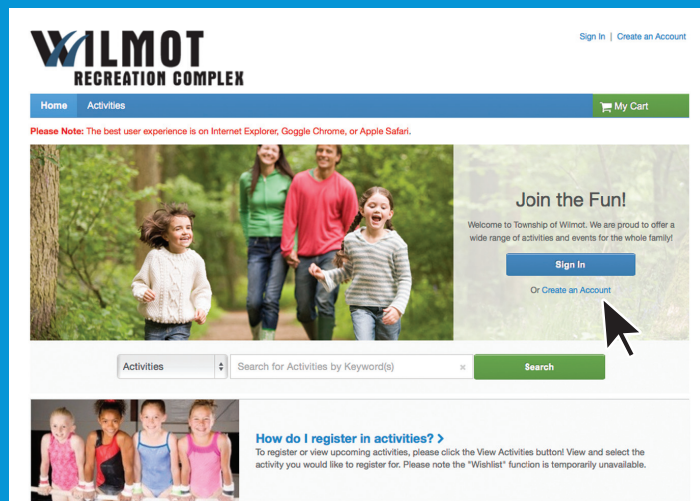 WILMOT
RECREATION COMPLEX
Sign In | Create an Account
Home Activities My Cart
Please Note: The best user experience is on Internet Explorer, Goggle Chrome, or Apple Safari.
Join the Fun!
Welcome to Township of Wilmot. We are proud to offer a
wide range of activities and events for the whole family!
Sign In
Or Create an Account
Activities Search for Activities by Keyword(s) × Search
How do I register in activities? >
To register or view upcoming activities, please click the View Activities button! View and select the
activity you would like to register for. Please note the "Wishlist" function is temporarily unavailable.